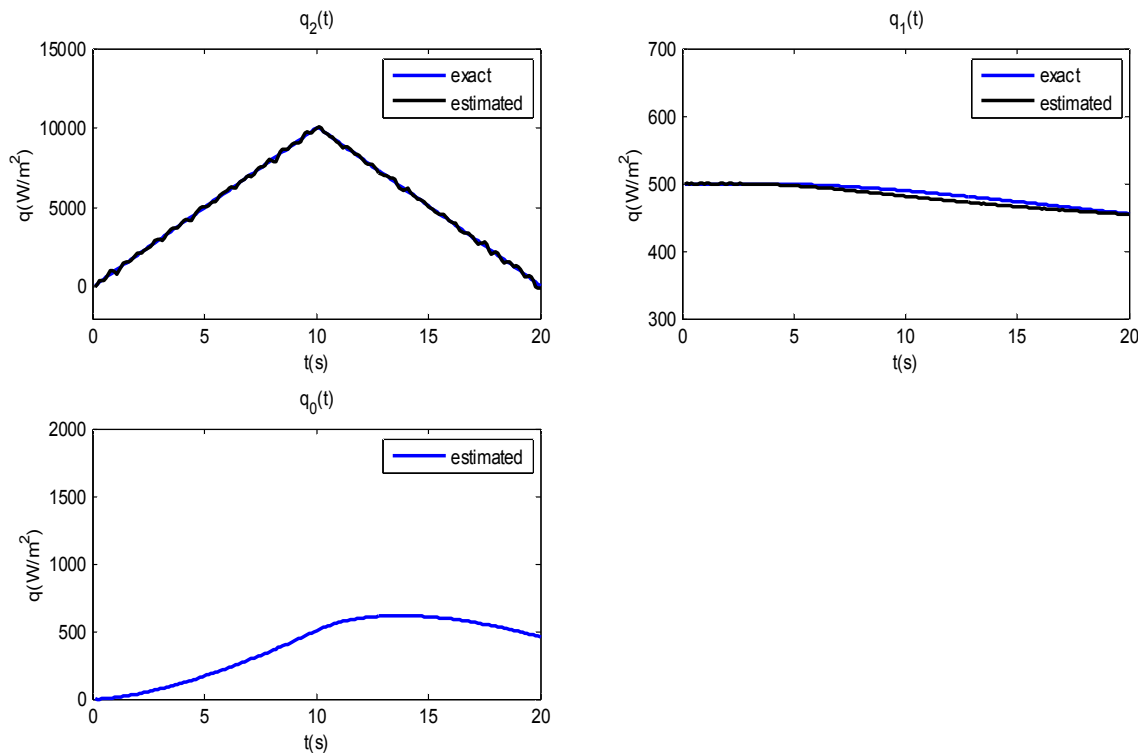 q2(t)
15000
10000
5000
0
q(W/m²)
exact
estimated
0 5 10 15 20
t(s)
q1(t)
700
600
500
400
300
q(W/m²)
exact
estimated
0 5 10 15 20
t(s)
q0(t)
2000
1500
1000
500
0
q(W/m²)
estimated
0 5 10 15 20
t(s)